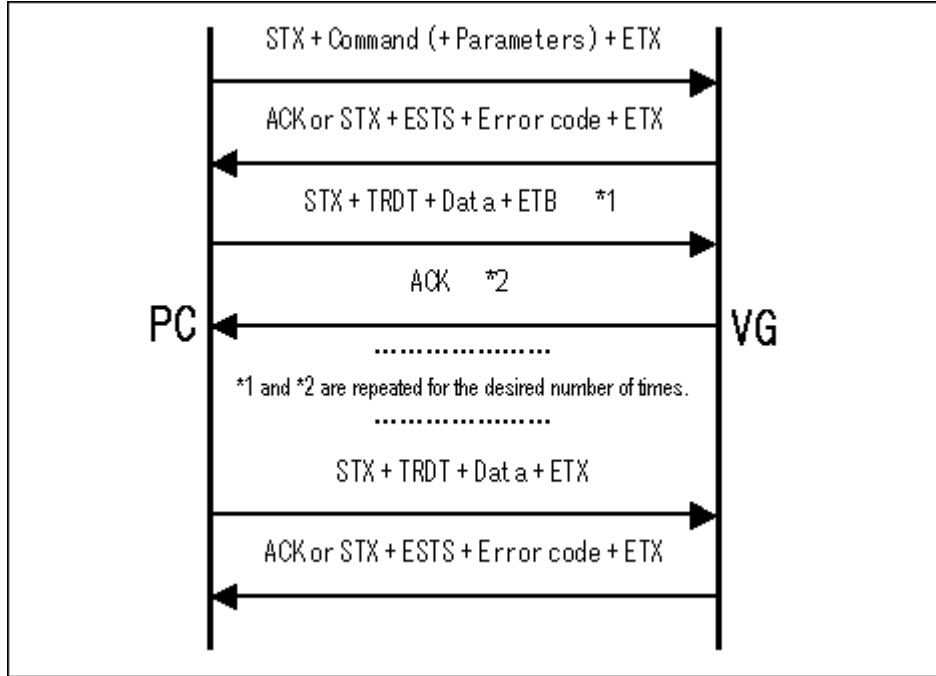 STX + Command (+ Parameters) + ETX
ACK or STX + ESTS + Error code + ETX
STX + TRDT + Data + ETB *1
ACK *2
PC
VG
…………………
*1 and *2 are repeated for the desired number of times.
…………………
STX + TRDT + Data + ETX
ACK or STX + ESTS + Error code + ETX